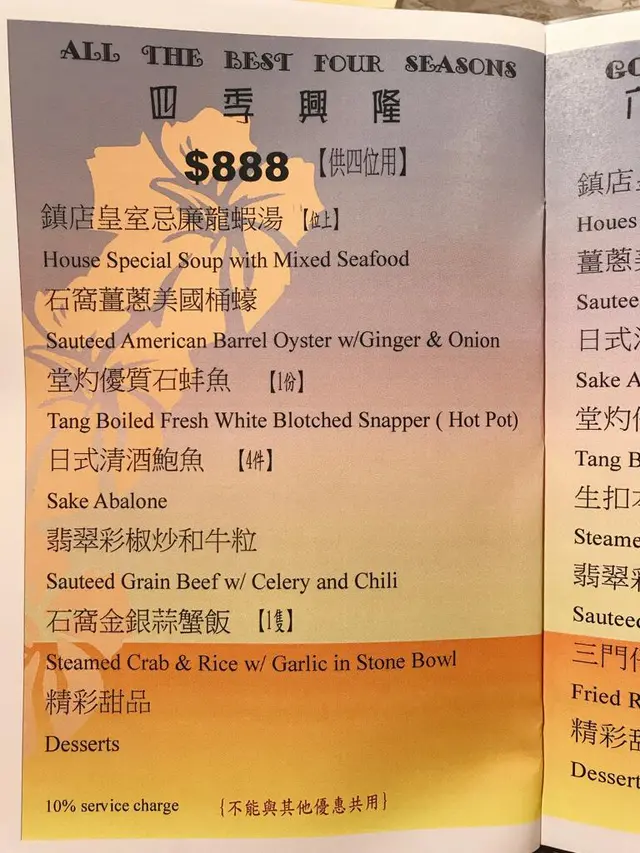 ALL THE BEST FOUR SEASONS
四季興隆
$888 【供四位用】
鎮店皇室忌廉龍蝦湯 【位上】
House Special Soup with Mixed Seafood
石窩薑蔥美國桶蠔
Sauteed American Barrel Oyster w/Ginger & Onion
堂灼優質石蚌魚 【1份】
Tang Boiled Fresh White Blotched Snapper ( Hot Pot)
日式清酒鮑魚 【4件】
Sake Abalone
翡翠彩椒炒和牛粒
Sauteed Grain Beef w/ Celery and Chili
石窩金銀蒜蟹飯 【1隻】
Steamed Crab & Rice w/ Garlic in Stone Bowl
精彩甜品
Desserts
10% service charge {不能與其他優惠共用}
GO
鎮店
Houes
薑蔥美
Sautee
日式
Sake A
堂灼
Tang B
生扣
Steame
翡翠
Sauteed
三門
Fried R
精彩甜
Dessert